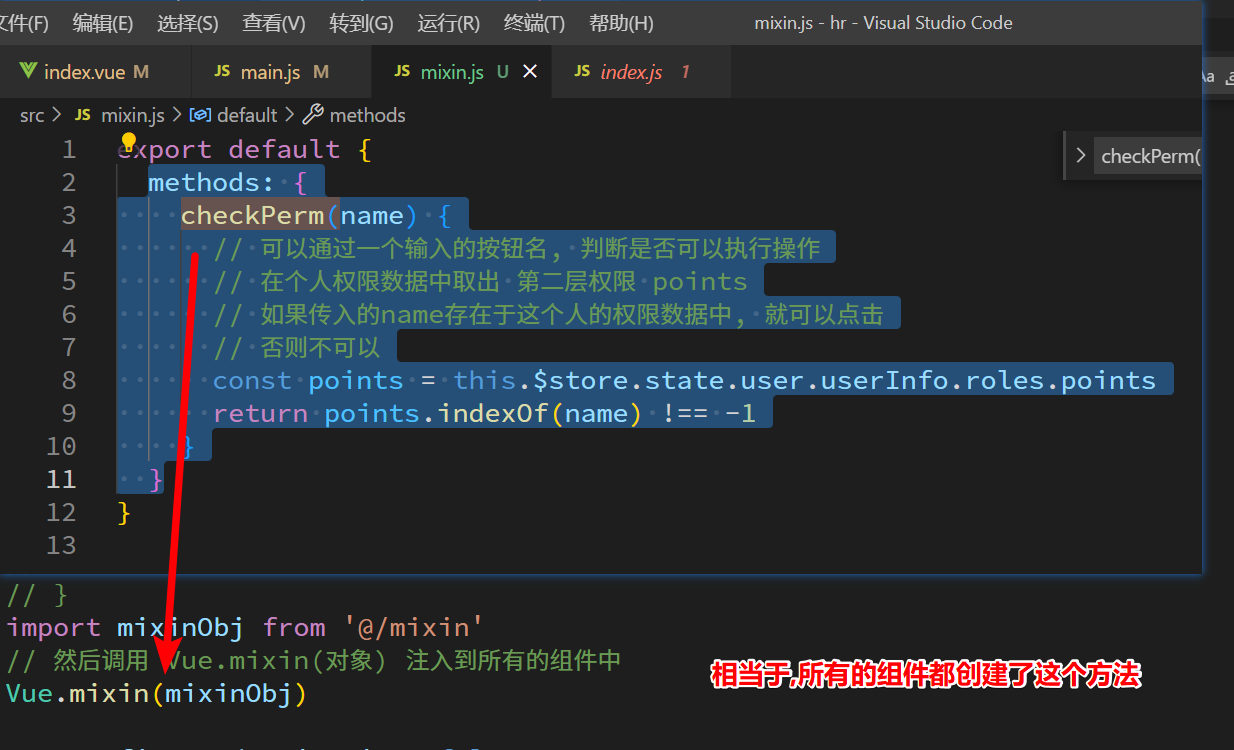 文件(F) 编辑(E) 选择(S) 查看(V) 转到(G) 运行(R) 终端(T) 帮助(H) mixin.js - hr - Visual Studio Code
index.vue M JS main.js M JS mixin.js U JS index.js 1 Aa
src > JS mixin.js > default > methods
1 export default {
2 methods: {
3 checkPerm(name) {
4 // 可以通过一个输入的按钮名, 判断是否可以执行操作
5 // 在个人权限数据中取出 第二层权限 points
6 // 如果传入的name存在于这个人的权限数据中, 就可以点击
7 // 否则不可以
8 const points = this.$store.state.user.userInfo.roles.points
9 return points.indexOf(name) !== -1
10 }
11 }
12 }
13
checkPerm(
// }
import mixinObj from '@/mixin'
// 然后调用 Vue.mixin(对象) 注入到所有的组件中
Vue.mixin(mixinObj)
相当于,所有的组件都创建了这个方法